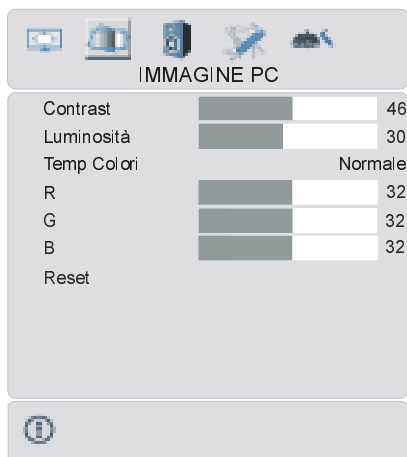 IMMAGINE PC
Contrast 46
Luminosità 30
Temp Colori Normale
R 32
G 32
B 32
Reset